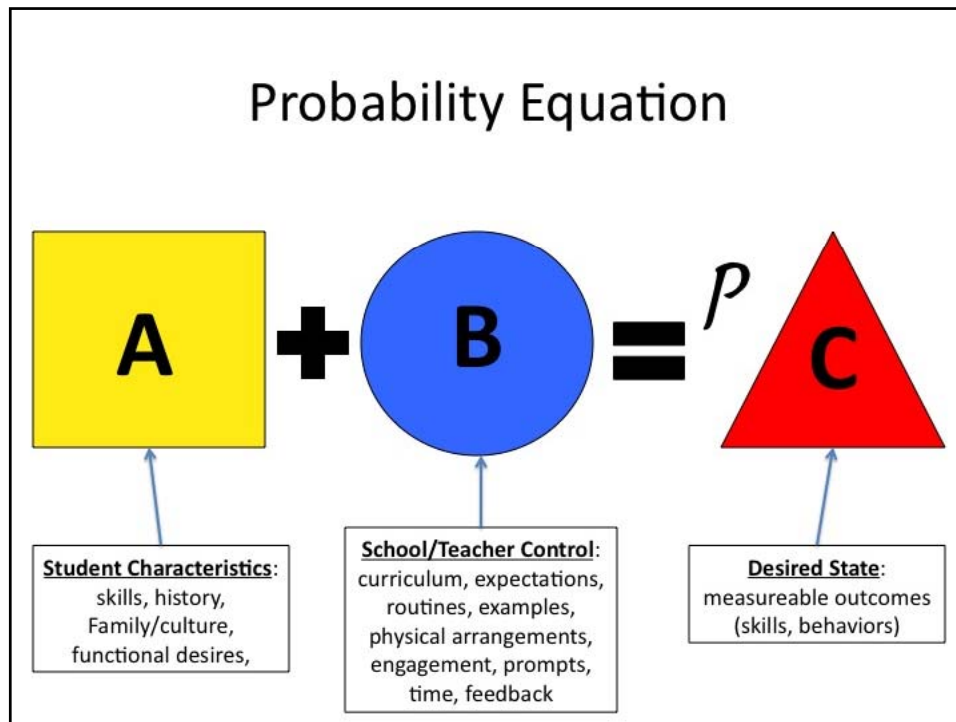 Probability Equation
A + B = p C
Student Characteristics:
skills, history,
Family/culture,
functional desires,
School/Teacher Control:
curriculum, expectations,
routines, examples,
physical arrangements,
engagement, prompts,
time, feedback
Desired State:
measureable outcomes
(skills, behaviors)